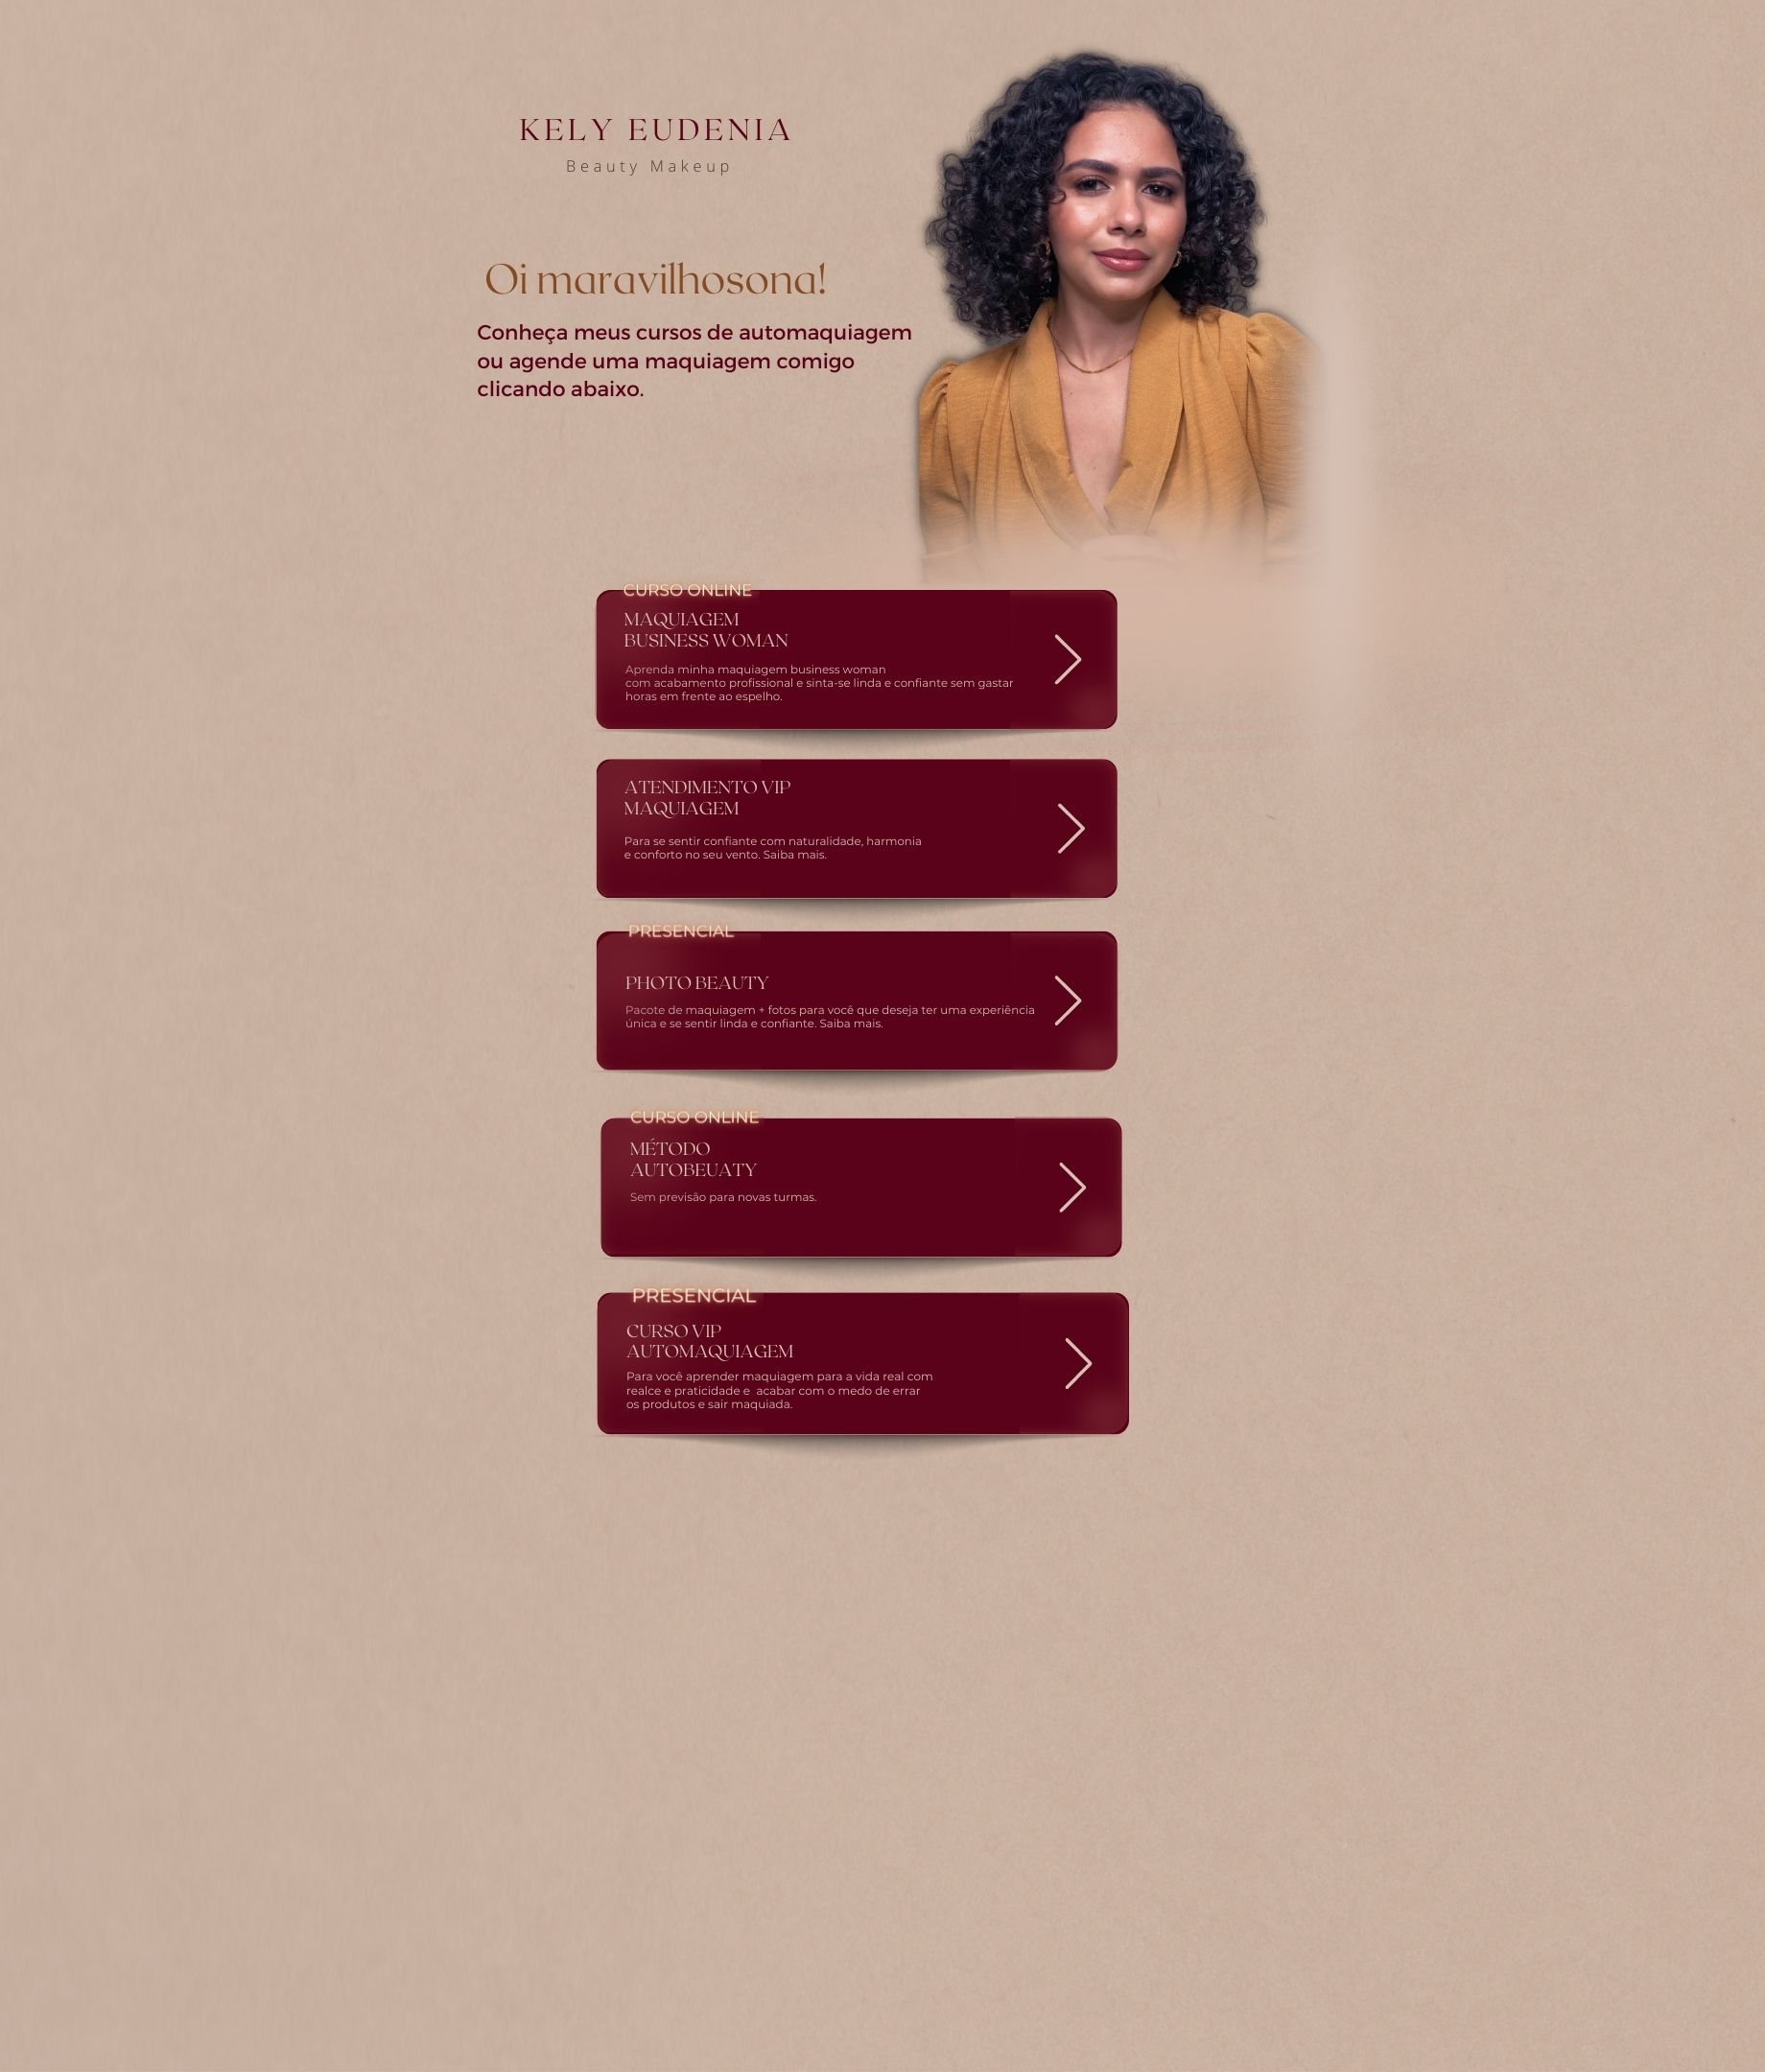 KELY EUDENIA
Beauty Makeup
Oi maravilhosona!
Conheça meus cursos de automaquiagem
ou agende uma maquiagem comigo
clicando abaixo.
CURSO ONLINE
MAQUIAGEM
BUSINESS WOMAN
Aprenda minha maquiagem business woman
com acabamento profissional e sinta-se linda e confiante sem gastar
horas em frente ao espelho.
ATENDIMENTO VIP
MAQUIAGEM
Para se sentir confiante com naturalidade, harmonia
e conforto no seu vento. Saiba mais.
PRESENCIAL
PHOTO BEAUTY
Pacote de maquiagem + fotos para você que deseja ter uma experiência
única e se sentir linda e confiante. Saiba mais.
CURSO ONLINE
MÉTODO
AUTOBEUATY
Sem previsão para novas turmas.
PRESENCIAL
CURSO VIP
AUTOMAQUIAGEM
Para você aprender maquiagem para a vida real com
realce e praticidade e  acabar com o medo de errar
os produtos e sair maquiada.